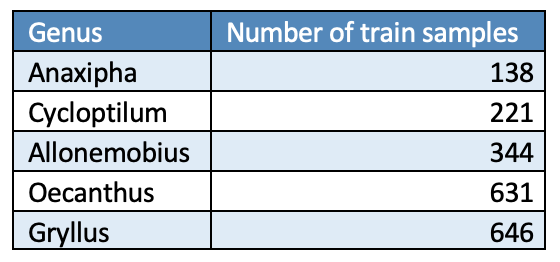 Genus Number of train samples
Anaxipha 138
Cycloptilum 221
Allonemobius 344
Oecanthus 631
Gryllus 646